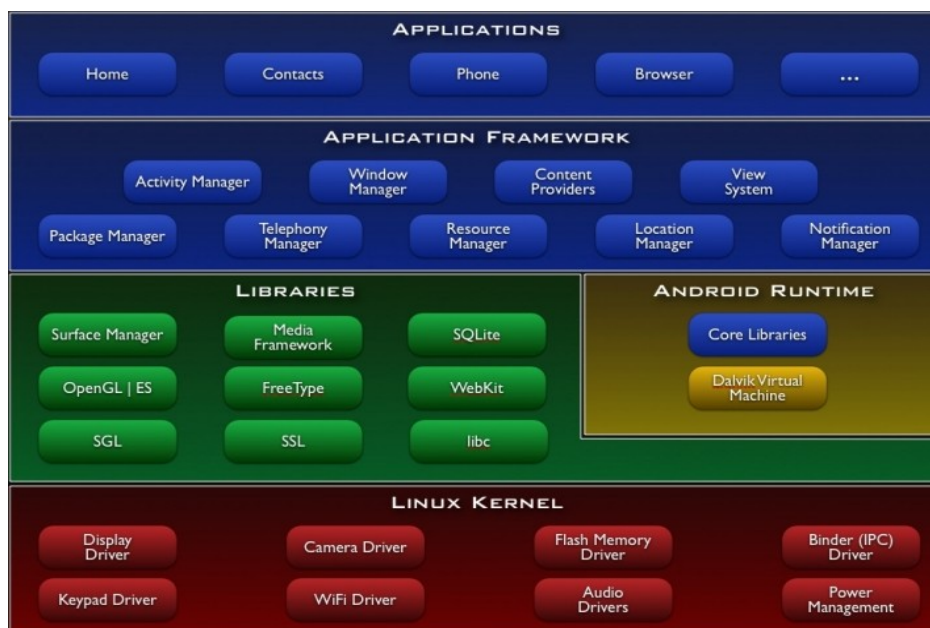 APPLICATIONS
Home
Contacts
Phone
Browser
...
APPLICATION FRAMEWORK
Activity Manager
Window
Manager
Content
Providers
View
System
Package Manager
Telephony
Manager
Resource
Manager
Location
Manager
Notification
Manager
LIBRARIES
Surface Manager
Media
Framework
SQLite
OpenGL | ES
FreeType
WebKit
SGL
SSL
libc
ANDROID RUNTIME
Core Libraries
Dalvik Virtual
Machine
LINUX KERNEL
Display
Driver
Camera Driver
Flash Memory
Driver
Binder (IPC)
Driver
Keypad Driver
WiFi Driver
Audio
Drivers
Power
Management